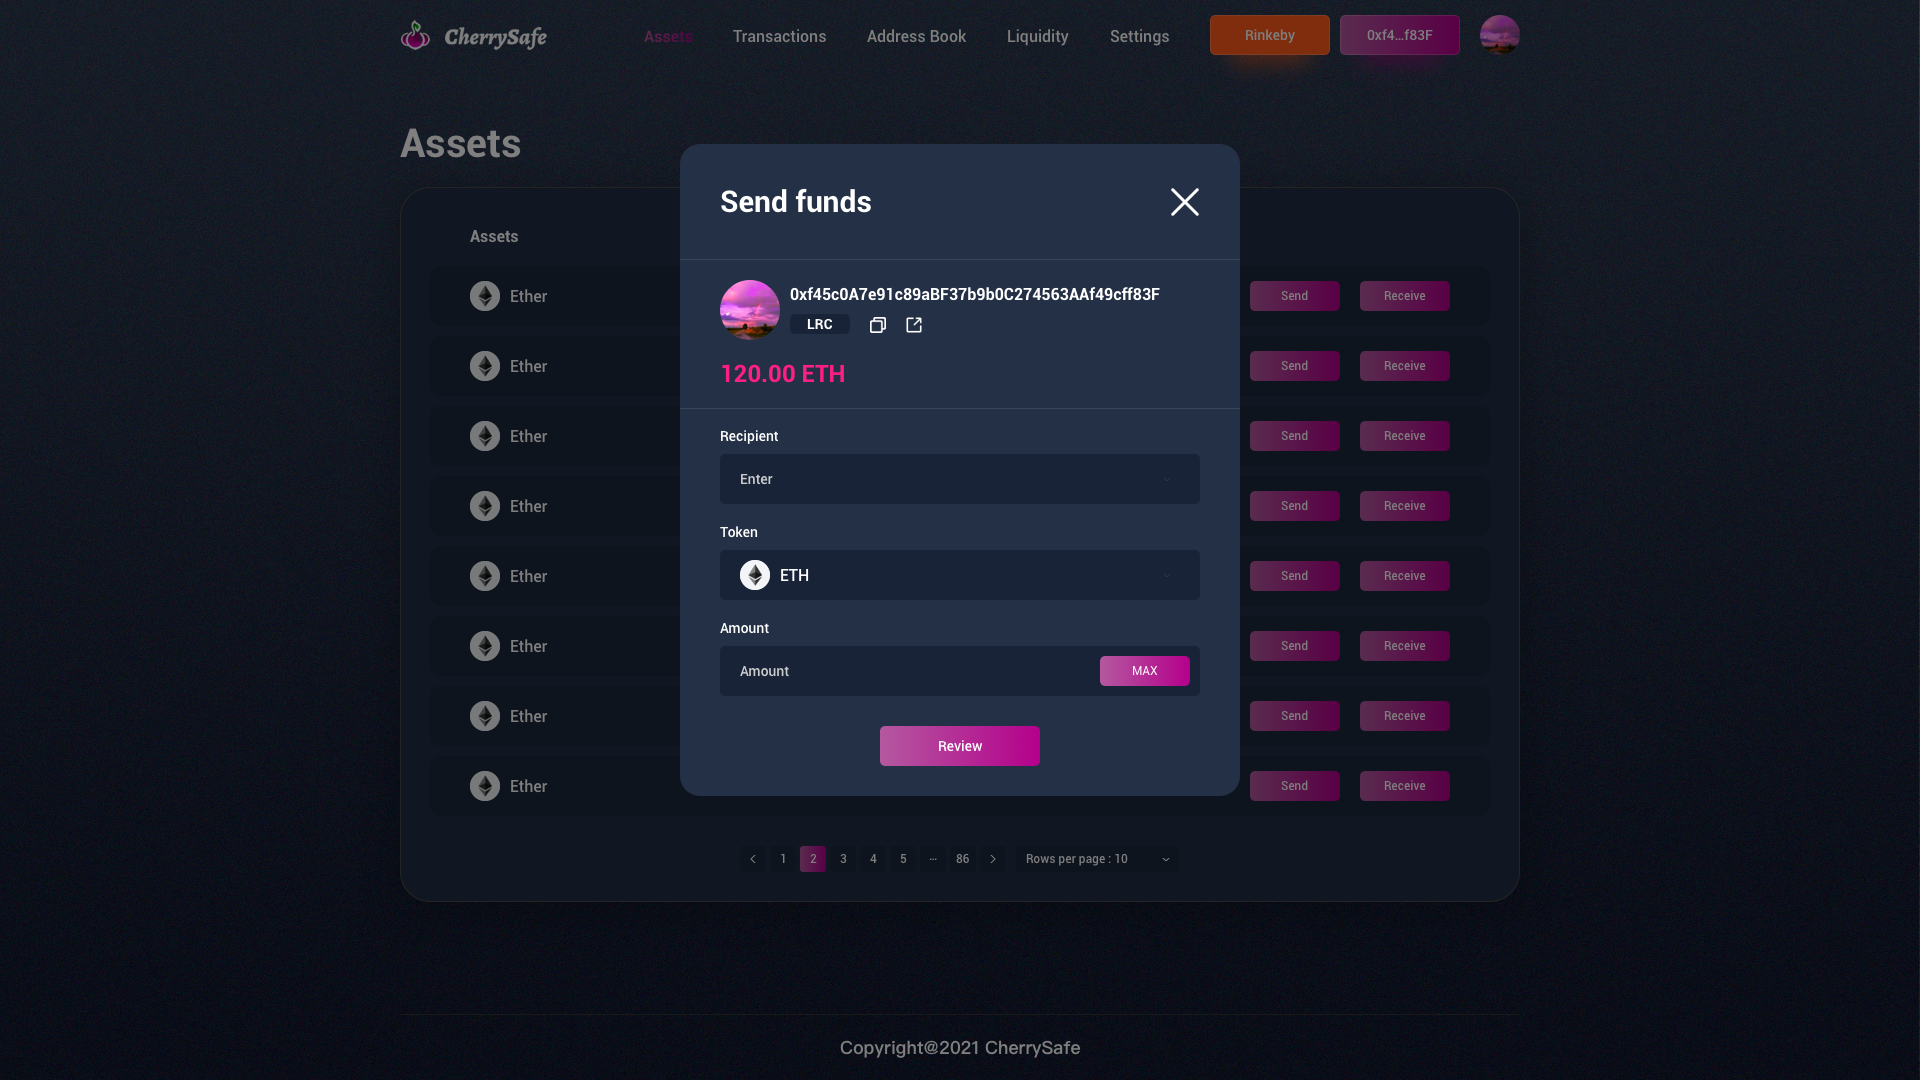 CherrySafe
Assets
Transactions
Address Book
Liquidity
Settings
Rinkeby
0xf4...f83F
Assets
Send funds
0xf45c0A7e91c89aBF37b9b0C274563AAf49cff83F
LRC
120.00 ETH
Recipient
Enter
Token
ETH
Amount
Amount
MAX
Review
Assets
Ether
Send
Receive
Ether
Send
Receive
Ether
Send
Receive
Ether
Send
Receive
Ether
Send
Receive
Ether
Send
Receive
Ether
Send
Receive
Ether
Send
Receive
< 1 2 3 4 5 ... 86 >
Rows per page : 10
Copyright@2021 CherrySafe